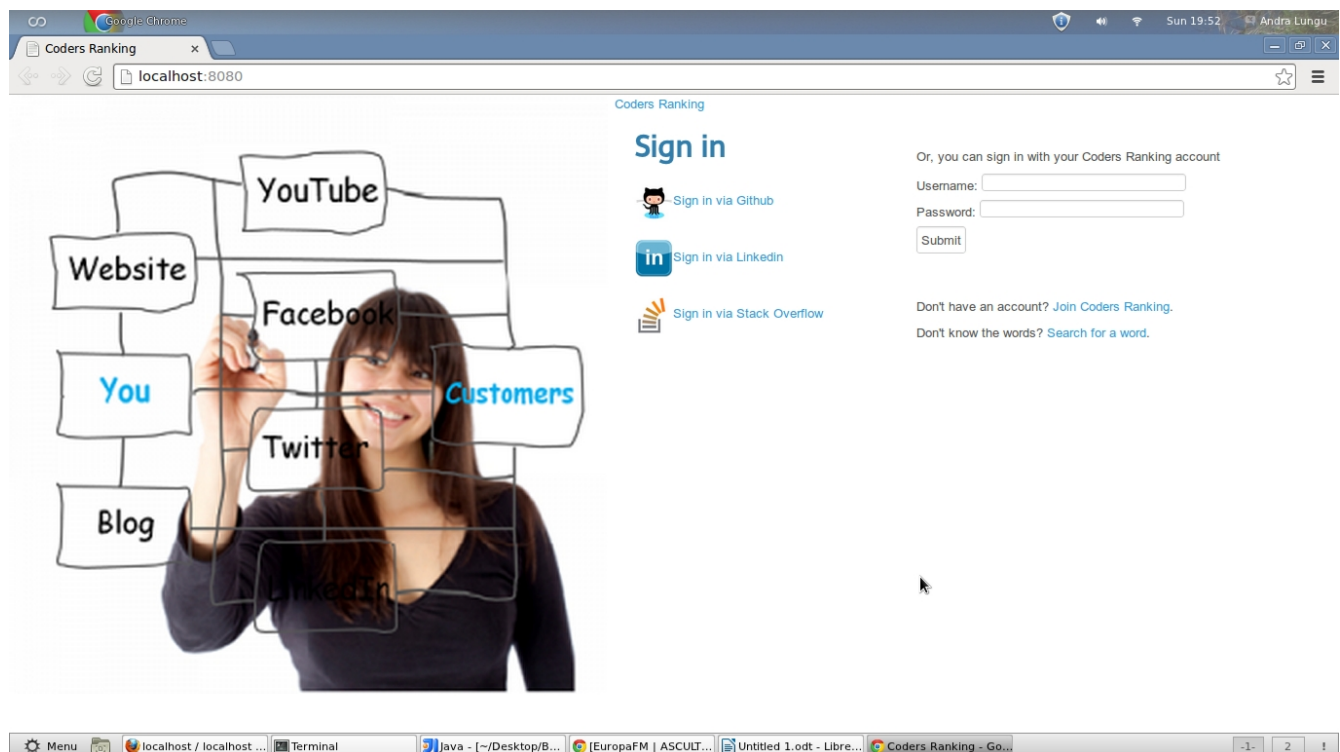 Google Chrome
Sun 19:52
Andra Lungu
Coders Ranking
localhost:8080
Coders Ranking
YouTube
Website
Facebook
You
Customers
Twitter
Blog
LinkedIn
Sign in
Sign in via Github
in
Sign in via Linkedin
Sign in via Stack Overflow
Or, you can sign in with your Coders Ranking account
Username:
Password:
Submit
Don't have an account? Join Coders Ranking.
Don't know the words? Search for a word.
Menu
localhost / localhost ...
Terminal
Java - [~/Desktop/B...
[EuropaFM | ASCULT...
Untitled 1.odt - Libre...
Coders Ranking - Go...
-1-
2
!